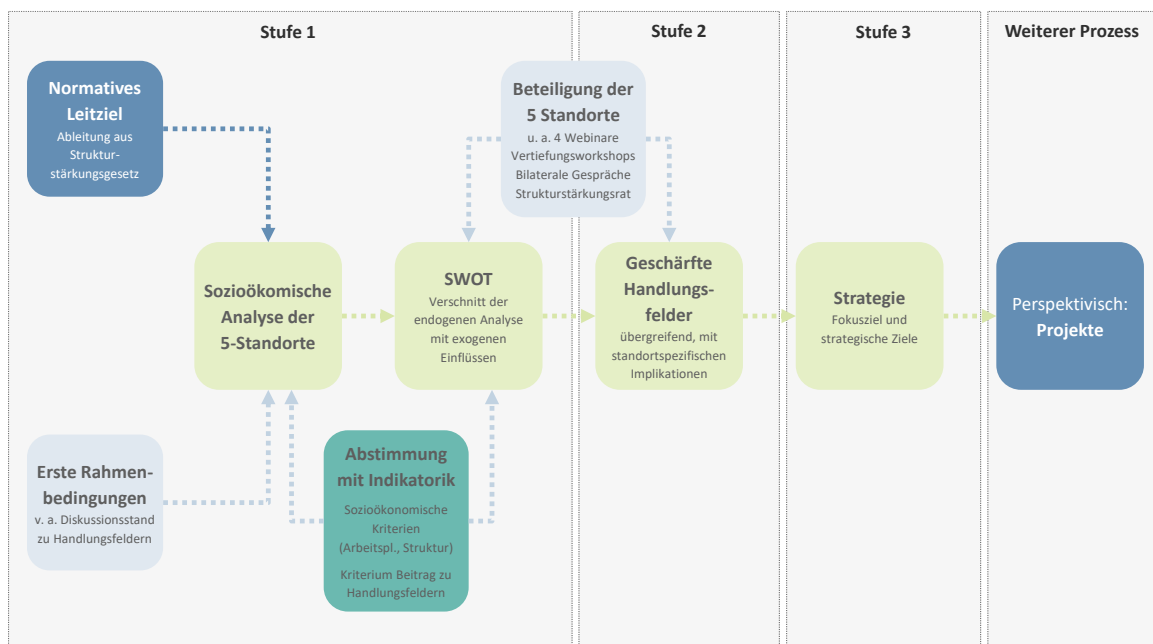 Stufe 1
Stufe 2
Stufe 3
Weiterer Prozess
Normatives
Leitziel
Ableitung aus
Struktur-
stärkungsgesetz
Beteiligung der
5 Standorte
u. a. 4 Webinare
Vertiefungsworkshops
Bilaterale Gespräche
Strukturstärkungsrat
Sozioökomische
Analyse der
5-Standorte
SWOT
Verschnitt der
endogenen Analyse
mit exogenen
Einflüssen
Geschärfte
Handlungs-
felder
übergreifend, mit
standortspezifischen
Implikationen
Strategie
Fokusziel und
strategische Ziele
Perspektivisch:
Projekte
Erste Rahmen-
bedingungen
v. a. Diskussionsstand
zu Handlungsfeldern
Abstimmung
mit Indikatorik
Sozioökonomische
Kriterien
(Arbeitspl., Struktur)
Kriterium Beitrag zu
Handlungsfeldern